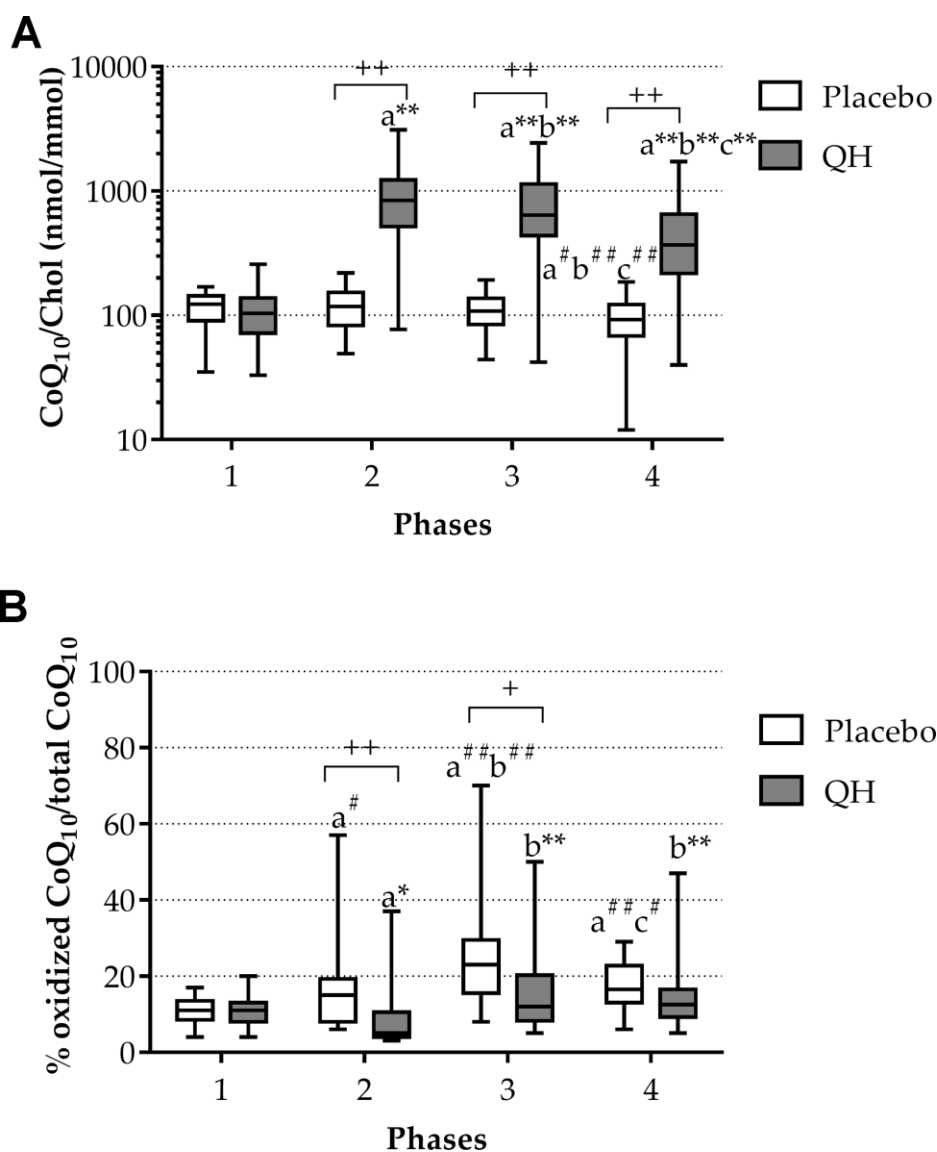 A
CoQ10/Chol (nmol/mmol)
10000
1000
100
10
++
++
++
a**
a**b**
a**b**c**
a#b##c##
1 2 3 4
Phases
Placebo
QH
B
% oxidized CoQ10/total CoQ10
100
80
60
40
20
0
+
++
a##b##
a#
b**
b**
a*
a##c#
1 2 3 4
Phases
Placebo
QH